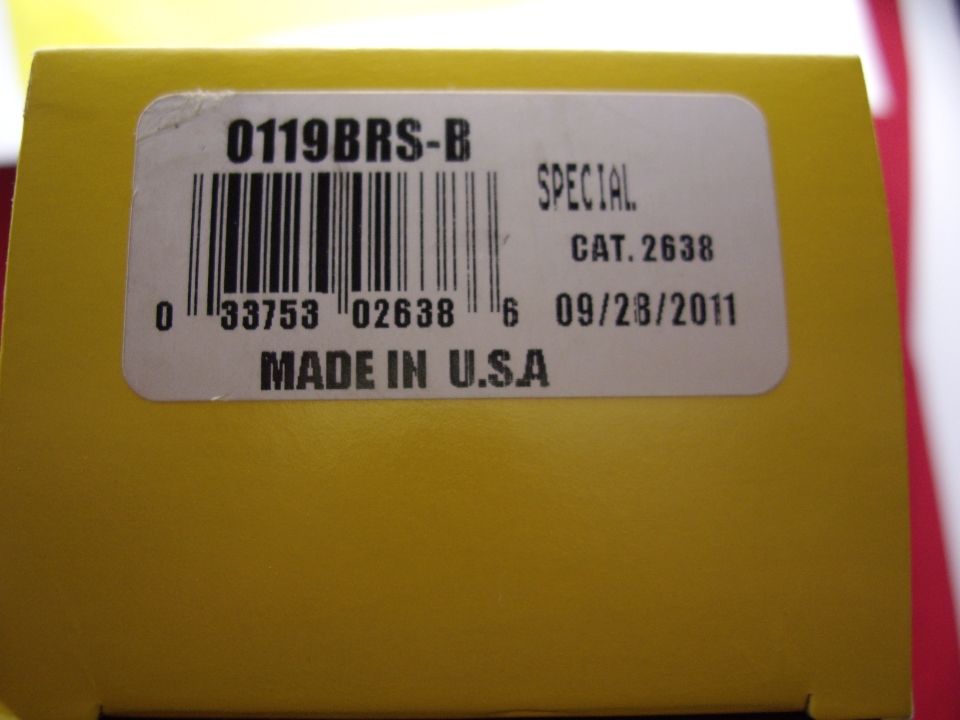 0119BRS-B
SPECIAL
CAT. 2638
0 33753 02638 6
09/28/2011
MADE IN U.S.A